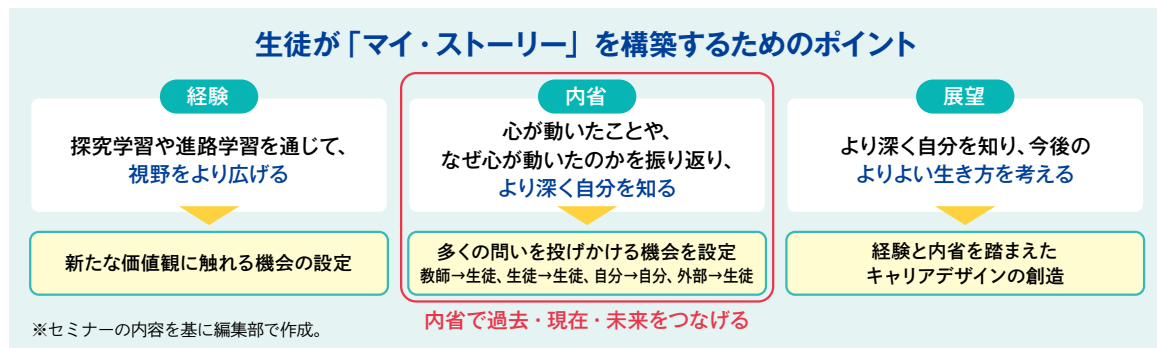 生徒が「マイ・ストーリー」を構築するためのポイント
経験
探究学習や進路学習を通じて、
視野をより広げる
新たな価値観に触れる機会の設定
内省
心が動いたことや、
なぜ心が動いたのかを振り返り、
より深く自分を知る
多くの問いを投げかける機会を設定
教師→生徒、生徒→生徒、自分→自分、外部→生徒
内省で過去・現在・未来をつなげる
展望
より深く自分を知り、今後の
よりよい生き方を考える
経験と内省を踏まえた
キャリアデザインの創造
※セミナーの内容を基に編集部で作成。